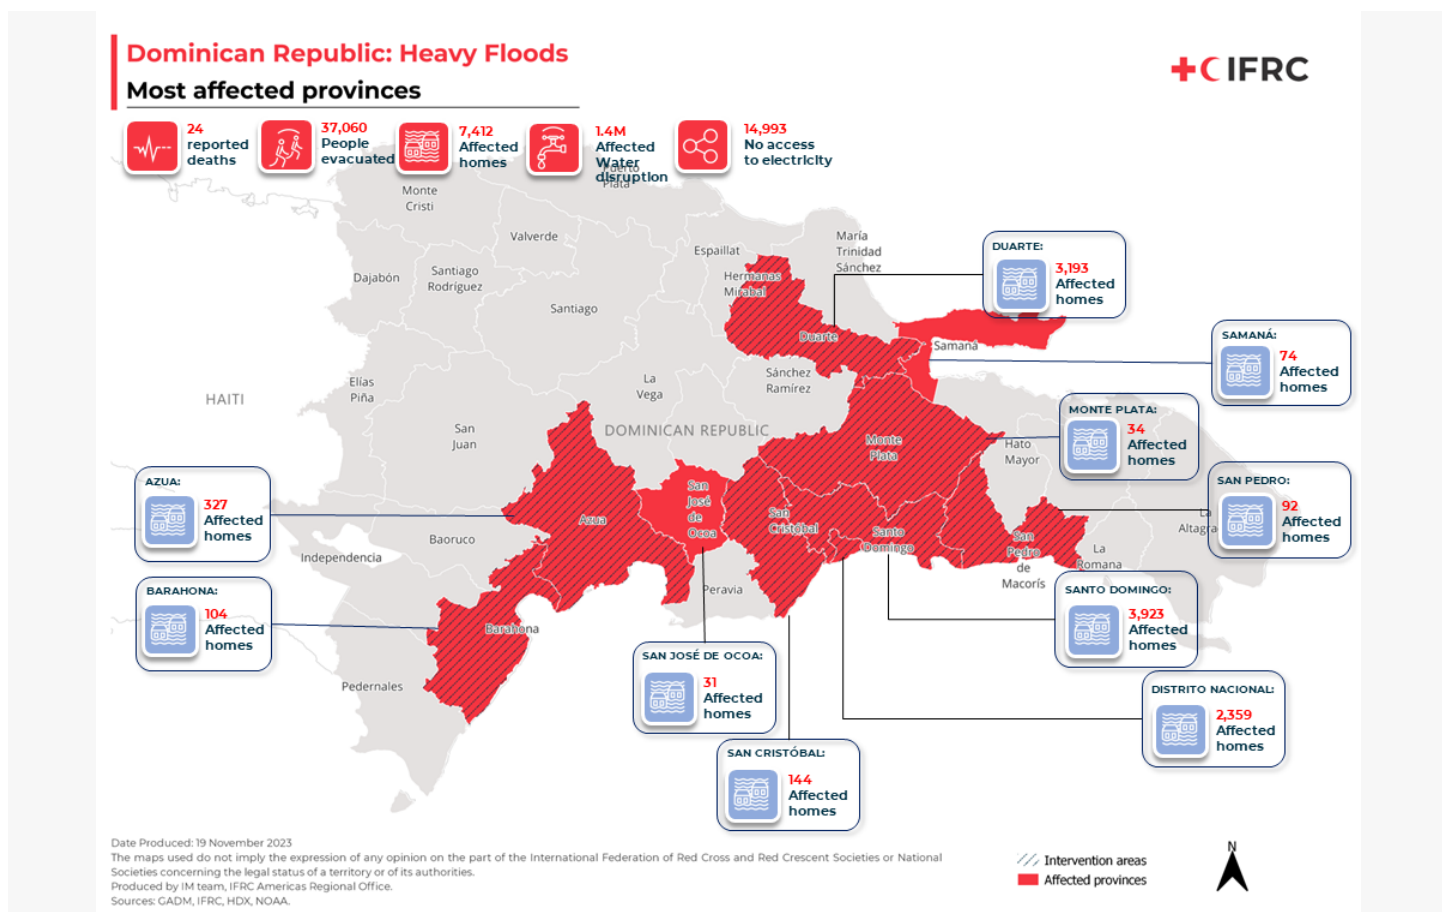 Dominican Republic: Heavy Floods
Most affected provinces
IFRC
24
reported
deaths
37,060
People
evacuated
7,412
Affected
homes
1.4M
Affected
Water
disruption
14,993
No access
to electricity
Puerto
Plata
Monte
Cristi
Valverde
Espaillat
María
Trinidad
Sánchez
Dajabón
Santiago
Rodríguez
Hermanas
Mirabal
Santiago
Duarte
Samaná
DUARTE:
3,193
Affected
homes
SAMANÁ:
74
Affected
homes
Elías
Piña
La
Vega
Sánchez
Ramírez
HAITI
DOMINICAN REPUBLIC
San
Juan
Monte
Plata
Hato
Mayor
MONTE PLATA:
34
Affected
homes
AZUA:
327
Affected
homes
San
José
de
Ocoa
Azua
San
Cristóbal
Santo
Domingo
San
Pedro
de
Macorís
La
Romana
La
Altagra
SAN PEDRO:
92
Affected
homes
Baoruco
Independencia
Peravia
BARAHONA:
104
Affected
homes
Barahona
Pedernales
SANTO DOMINGO:
3,923
Affected
homes
SAN JOSÉ DE OCOA:
31
Affected
homes
DISTRITO NACIONAL:
2,359
Affected
homes
SAN CRISTÓBAL:
144
Affected
homes
Date Produced: 19 November 2023
The maps used do not imply the expression of any opinion on the part of the International Federation of Red Cross and Red Crescent Societies or National
Societies concerning the legal status of a territory or of its authorities.
Produced by IM team, IFRC Americas Regional Office.
Sources: GADM, IFRC, HDX, NOAA.
Intervention areas
Affected provinces
N